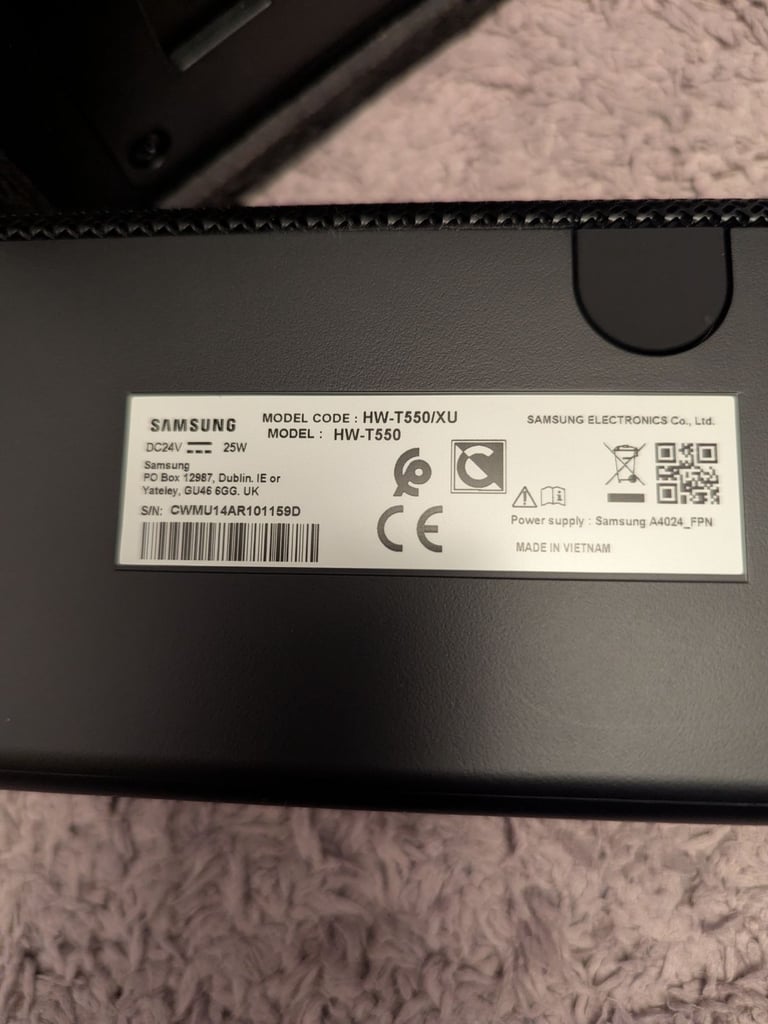 SAMSUNG
MODEL CODE : HW-T550/XU
MODEL : HW-T550
SAMSUNG ELECTRONICS Co., Ltd.
DC24V 25W
Samsung
PO Box 12987, Dublin. IE or
Yateley, GU46 6GG. UK
S/N: CWMU14AR101159D
CE
Power supply : Samsung A4024_FPN
MADE IN VIETNAM